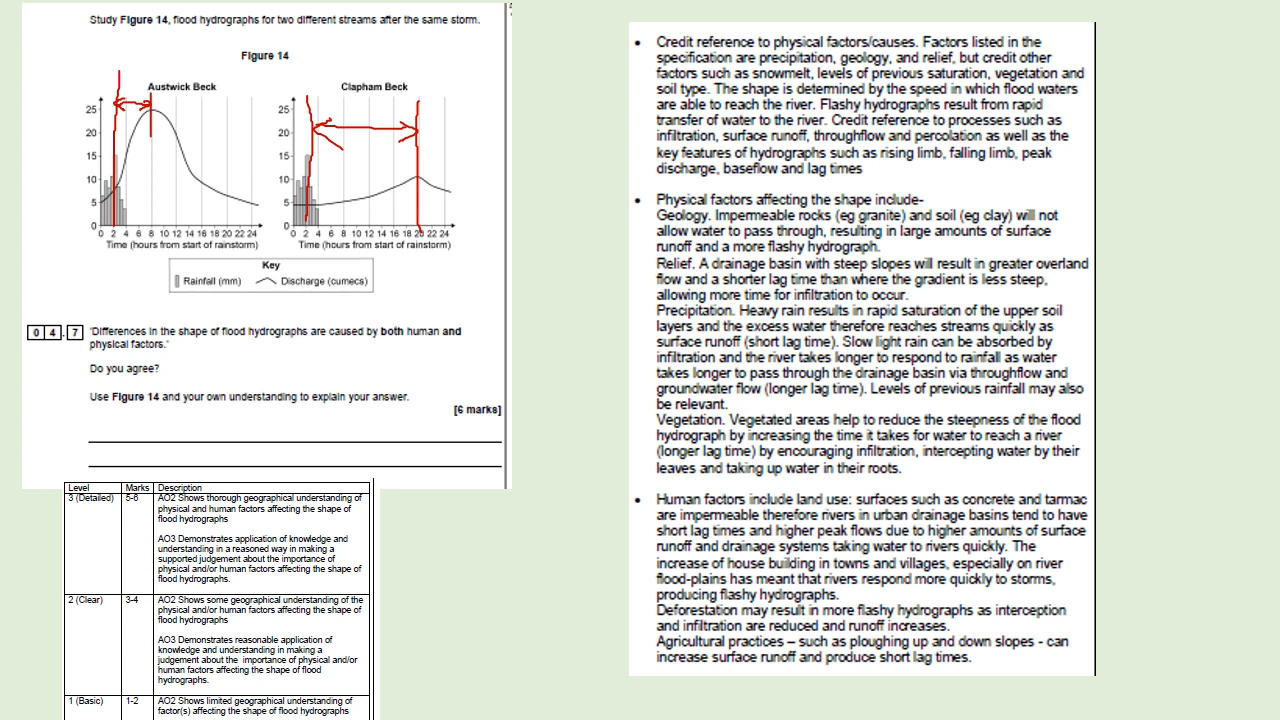 Study Figure 14, flood hydrographs for two different streams after the same storm.
Figure 14
Austwick Beck
Clapham Beck
25
20
15
10
5
0
0 2 4 6 8 10 12 14 16 18 20 22 24
Time (hours from start of rainstorm)
25
20
15
10
5
0
0 2 4 6 8 10 12 14 16 18 20 22 24
Time (hours from start of rainstorm)
Key
Rainfall (mm)
Discharge (cumecs)
0 4 . 7 'Differences in the shape of flood hydrographs are caused by both human and
physical factors.'
Do you agree?
Use Figure 14 and your own understanding to explain your answer.
[6 marks]
Level Marks Description
3 (Detailed) 5-6 AO2 Shows thorough geographical understanding of
physical and human factors affecting the shape of
flood hydrographs
AO3 Demonstrates application of knowledge and
understanding in a reasoned way in making a
supported judgement about the importance of
physical and/or human factors affecting the shape of
flood hydrographs.
2 (Clear) 3-4 AO2 Shows some geographical understanding of the
physical and/or human factors affecting the shape of
flood hydrographs
AO3 Demonstrates reasonable application of
knowledge and understanding in making a
judgement about the importance of physical and/or
human factors affecting the shape of flood
hydrographs.
1 (Basic) 1-2 AO2 Shows limited geographical understanding of
factor(s) affecting the shape of flood hydrographs
• Credit reference to physical factors/causes. Factors listed in the
specification are precipitation, geology, and relief, but credit other
factors such as snowmelt, levels of previous saturation, vegetation and
soil type. The shape is determined by the speed in which flood waters
are able to reach the river. Flashy hydrographs result from rapid
transfer of water to the river. Credit reference to processes such as
infiltration, surface runoff, throughflow and percolation as well as the
key features of hydrographs such as rising limb, falling limb, peak
discharge, baseflow and lag times
• Physical factors affecting the shape include-
Geology. Impermeable rocks (eg granite) and soil (eg clay) will not
allow water to pass through, resulting in large amounts of surface
runoff and a more flashy hydrograph.
Relief. A drainage basin with steep slopes will result in greater overland
flow and a shorter lag time than where the gradient is less steep,
allowing more time for infiltration to occur.
Precipitation. Heavy rain results in rapid saturation of the upper soil
layers and the excess water therefore reaches streams quickly as
surface runoff (short lag time). Slow light rain can be absorbed by
infiltration and the river takes longer to respond to rainfall as water
takes longer to pass through the drainage basin via throughflow and
groundwater flow (longer lag time). Levels of previous rainfall may also
be relevant.
Vegetation. Vegetated areas help to reduce the steepness of the flood
hydrograph by increasing the time it takes for water to reach a river
(longer lag time) by encouraging infiltration, intercepting water by their
leaves and taking up water in their roots.
• Human factors include land use: surfaces such as concrete and tarmac
are impermeable therefore rivers in urban drainage basins tend to have
short lag times and higher peak flows due to higher amounts of surface
runoff and drainage systems taking water to rivers quickly. The
increase of house building in towns and villages, especially on river
flood-plains has meant that rivers respond more quickly to storms,
producing flashy hydrographs.
Deforestation may result in more flashy hydrographs as interception
and infiltration are reduced and runoff increases.
Agricultural practices – such as ploughing up and down slopes - can
increase surface runoff and produce short lag times.